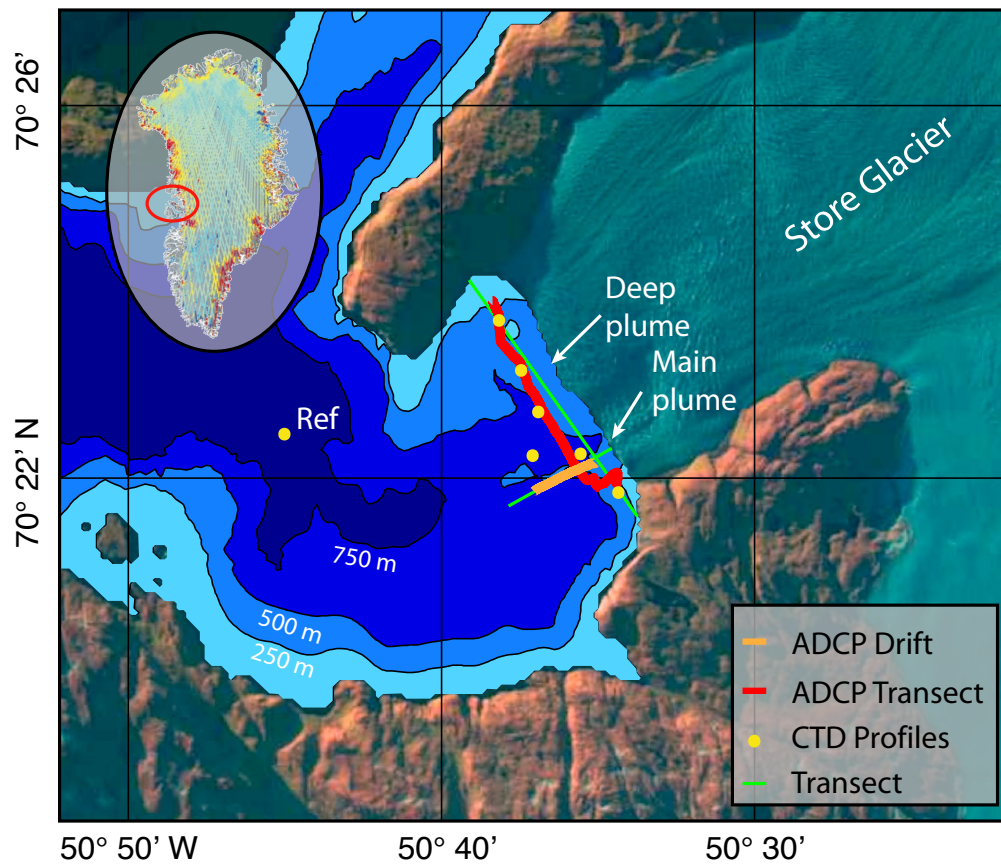 70° 26’
70° 22’ N
Store Glacier
Deep
plume
Main
plume
Ref
750 m
500 m
250 m
ADCP Drift
ADCP Transect
CTD Profiles
Transect
50° 50’ W
50° 40’
50° 30’